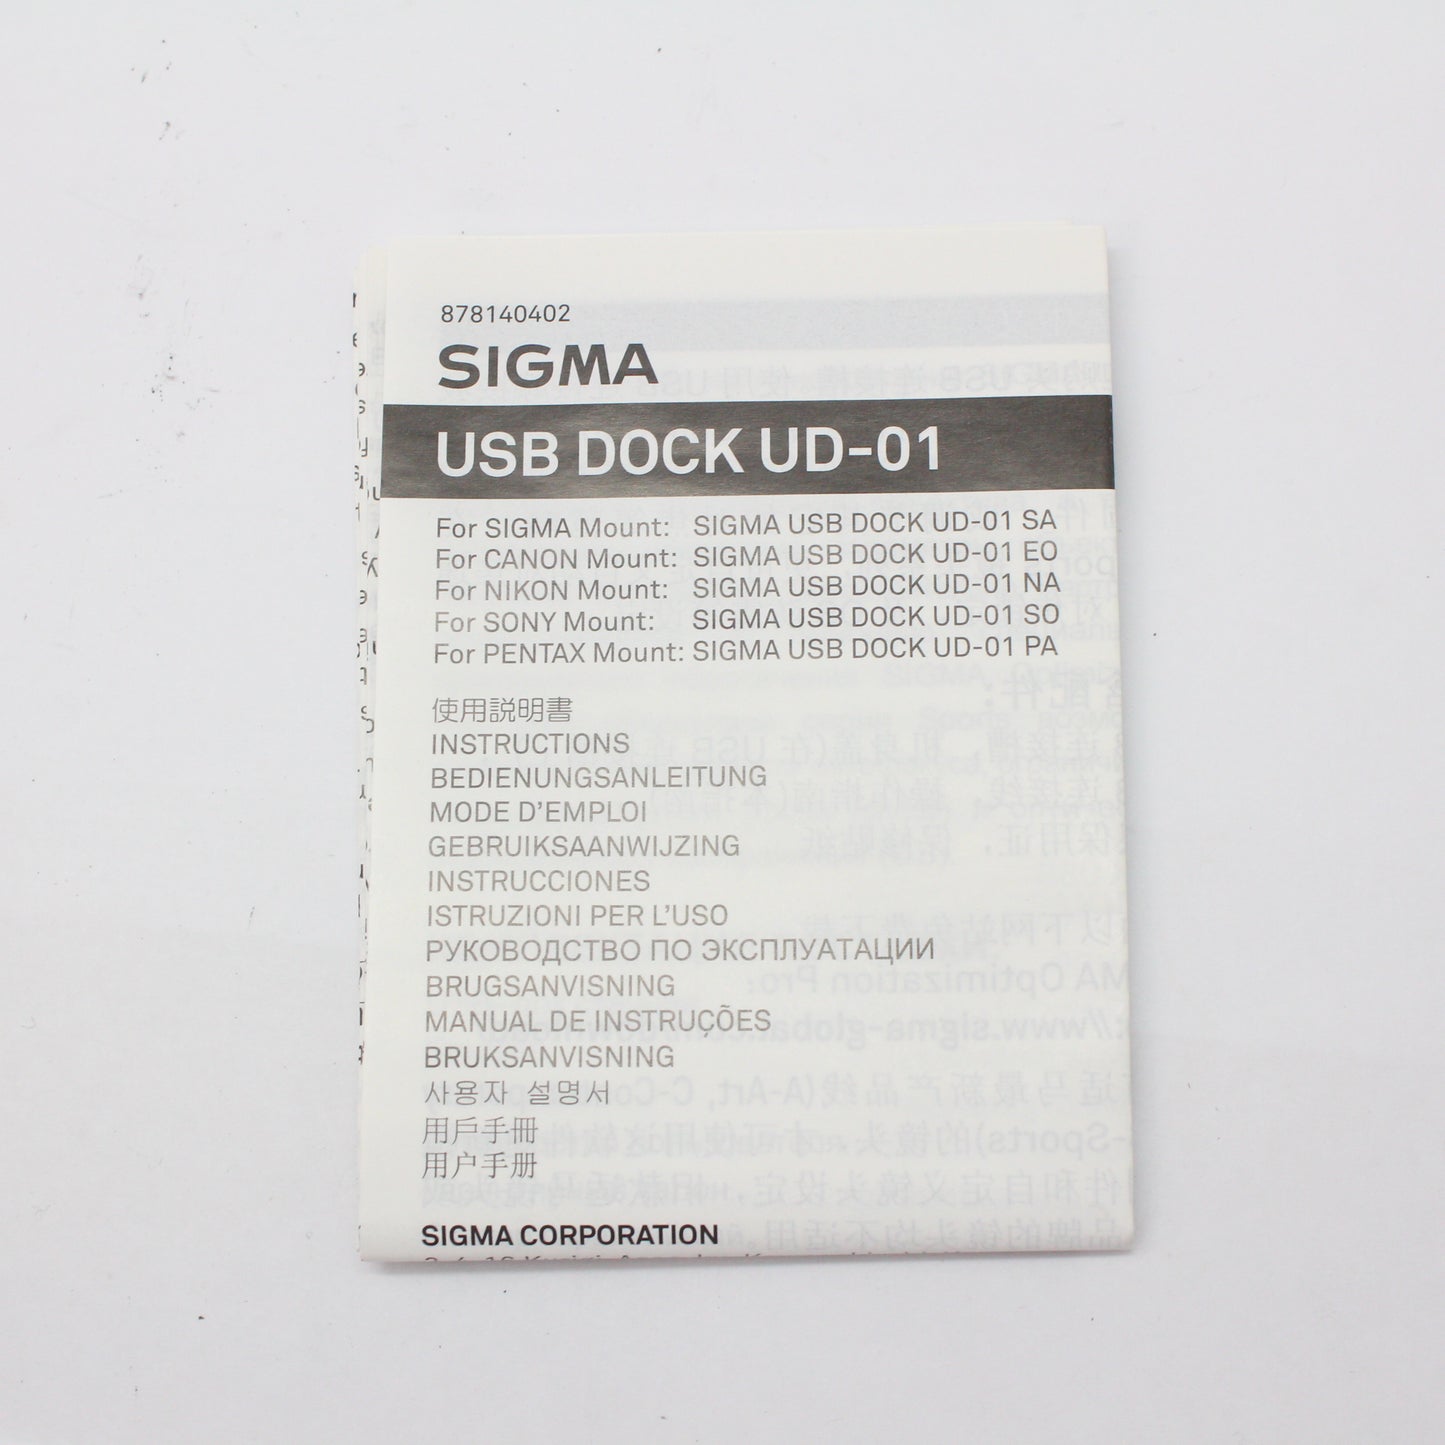 878140402
SIGMA
USB DOCK UD-01
For SIGMA Mount: SIGMA USB DOCK UD-01 SA
For CANON Mount: SIGMA USB DOCK UD-01 EO
For NIKON Mount: SIGMA USB DOCK UD-01 NA
For SONY Mount: SIGMA USB DOCK UD-01 SO
For PENTAX Mount: SIGMA USB DOCK UD-01 PA
使用説明書
INSTRUCTIONS
BEDIENUNGSANLEITUNG
MODE D'EMPLOI
GEBRUIKSAANWIJZING
INSTRUCCIONES
ISTRUZIONI PER L'USO
РУКОВОДСТВО ПО ЭКСПЛУАТАЦИИ
BRUGSANVISNING
MANUAL DE INSTRUÇÕES
BRUKSANVISNING
사용자 설명서
用戶手冊
用户手册
SIGMA CORPORATION